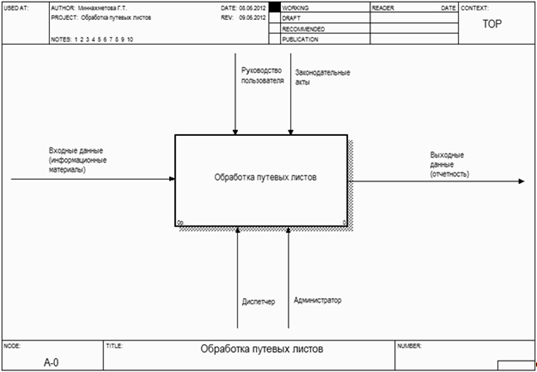 USED AT:
AUTHOR: Миннахметова Г.Т.
DATE: 08.06.2012
WORKING
READER
DATE
CONTEXT:
PROJECT: Обработка путевых листов
REV: 09.06.2012
DRAFT
TOP
RECOMMENDED
NOTES: 1 2 3 4 5 6 7 8 9 10
PUBLICATION
Руководство
пользователя
Законодательные
акты
Входные данные
(информационные
материалы)
Обработка путевых листов
Выходные
данные
(отчетность)
0р.
0
Диспетчер
Администратор
NODE:
A-0
TITLE:
Обработка путевых листов
NUMBER: